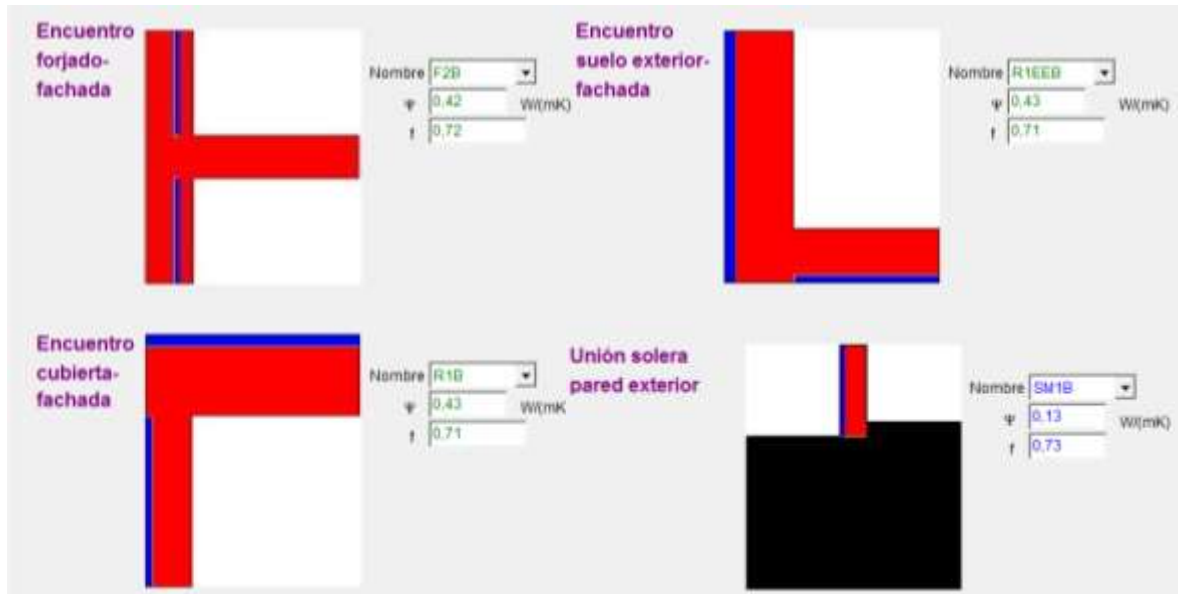 Encuentro
forjado-
fachada
Nombre F2B
Ψ 0,42 W/(mK)
f 0,72
Encuentro
suelo exterior-
fachada
Nombre R1EEB
Ψ 0,43 W/(mK)
f 0,71
Encuentro
cubierta-
fachada
Nombre R1B
Ψ 0,43 W/(mK
f 0,71
Unión solera
pared exterior
Nombre SM1B
Ψ 0,13 W/(mK)
f 0,73